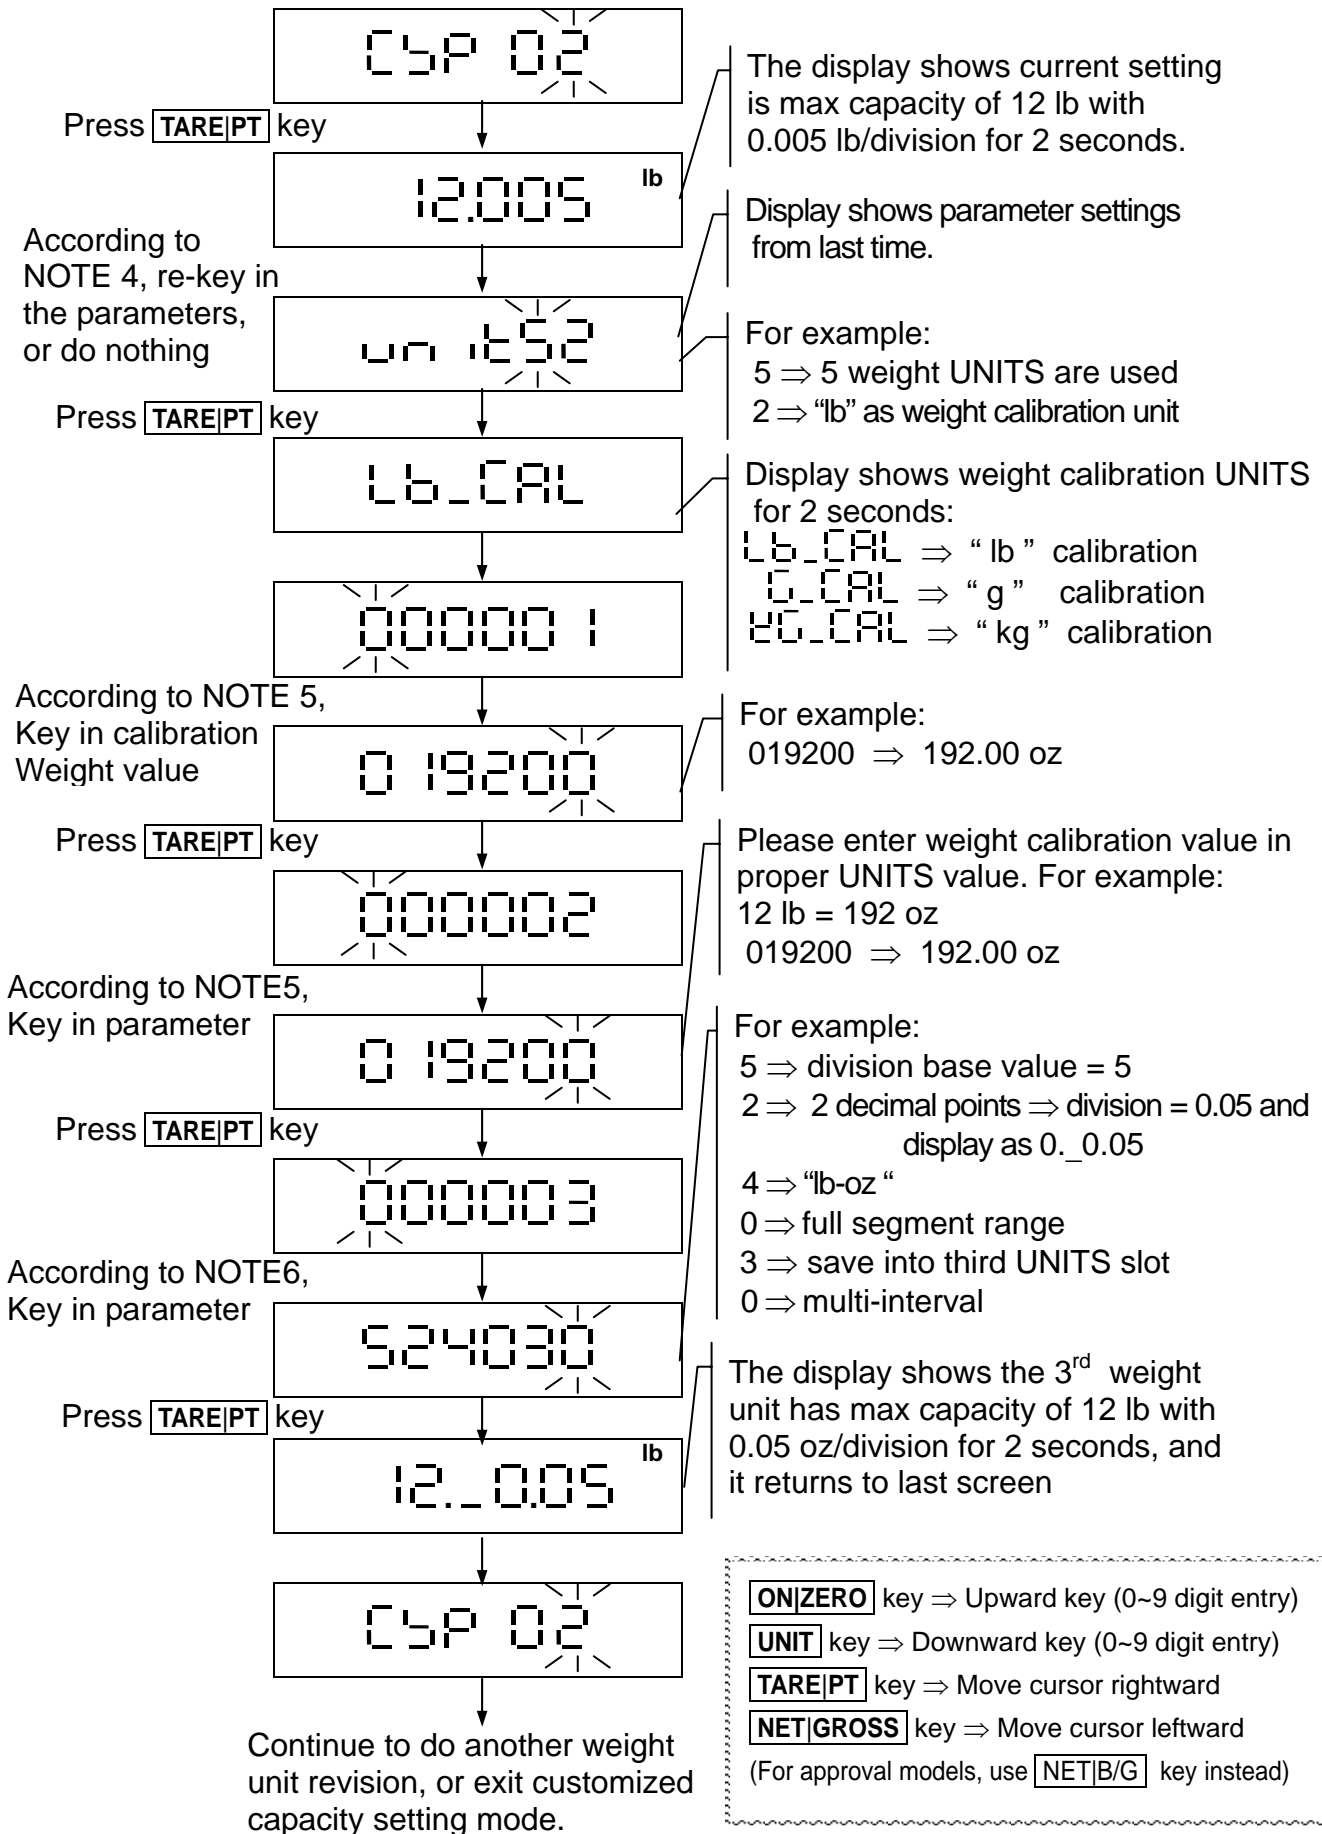 CSP 02
Press TARE|PT key
The display shows current setting
is max capacity of 12 lb with
0.005 lb/division for 2 seconds.
12.005 lb
According to
NOTE 4, re-key in
the parameters,
or do nothing
Display shows parameter settings
from last time.
unitS2
For example:
5 ⇒ 5 weight UNITS are used
2 ⇒ “lb” as weight calibration unit
Press TARE|PT key
Lb_CAL
Display shows weight calibration UNITS
for 2 seconds:
Lb_CAL ⇒ “ lb ” calibration
G_CAL ⇒ “ g ” calibration
KG_CAL ⇒ “ kg ” calibration
000001
According to NOTE 5,
Key in calibration
Weight value
019200
For example:
019200 ⇒ 192.00 oz
Press TARE|PT key
000002
Please enter weight calibration value in
proper UNITS value. For example:
12 lb = 192 oz
019200 ⇒ 192.00 oz
According to NOTE5,
Key in parameter
019200
Press TARE|PT key
000003
For example:
5 ⇒ division base value = 5
2 ⇒ 2 decimal points ⇒ division = 0.05 and
display as 0._0.05
4 ⇒ “lb-oz “
0 ⇒ full segment range
3 ⇒ save into third UNITS slot
0 ⇒ multi-interval
According to NOTE6,
Key in parameter
524030
Press TARE|PT key
12._0.05 lb
The display shows the 3rd weight
unit has max capacity of 12 lb with
0.05 oz/division for 2 seconds, and
it returns to last screen
CSP 02
Continue to do another weight
unit revision, or exit customized
capacity setting mode.
ON|ZERO key ⇒ Upward key (0~9 digit entry)
UNIT key ⇒ Downward key (0~9 digit entry)
TARE|PT key ⇒ Move cursor rightward
NET|GROSS key ⇒ Move cursor leftward
(For approval models, use NET|B/G key instead)